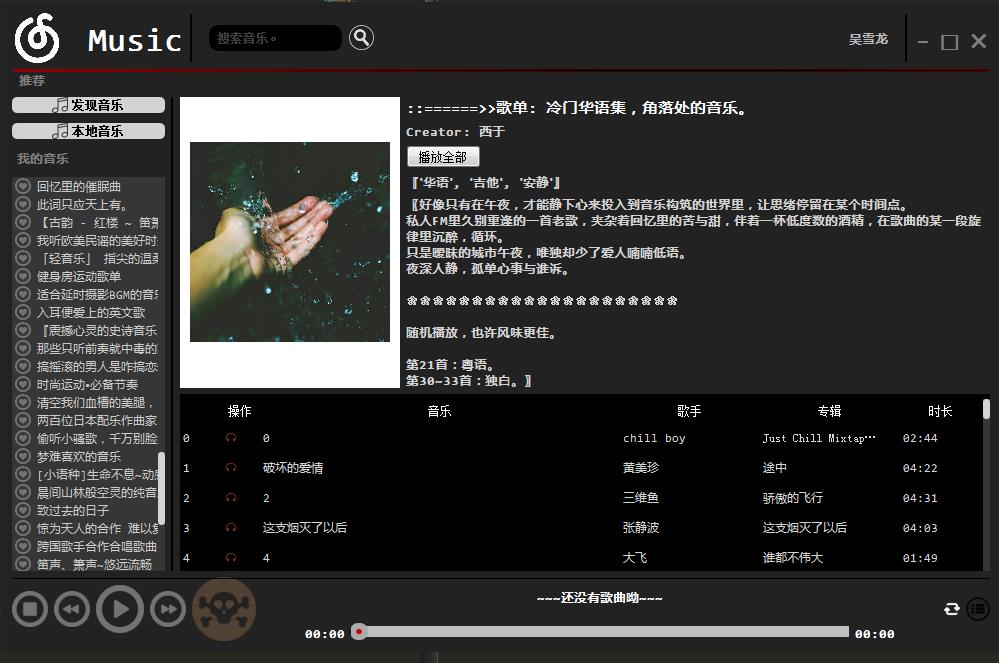 Music
搜索音乐。
吴雪龙
推荐
发现音乐
本地音乐
我的音乐
回忆里的催眠曲
此词只应天上有。
【古韵 - 红楼 ~ 笛箫
我听欧美民谣的美好时
「轻音乐」 指尖的温柔
健身房运动歌单
适合延时摄影BGM的音乐
入耳便爱上的英文歌
『震撼心灵的史诗音乐
那些只听前奏就中毒的
搞摇滚的男人是咋搞恋
时尚运动•必备节奏
清空我们血槽的美腿，
两百位日本配乐作曲家
偷听小骚歌，千万别脸
梦难喜欢的音乐
[小语种]生命不息~动感
晨间山林般空灵的纯音
致过去的日子
惊为天人的合作 难以复
跨国歌手合作合唱歌曲
笛声、箫声~悠远流畅
::======>>歌单: 冷门华语集，角落处的音乐。
Creator: 西于
播放全部
『'华语', '吉他', '安静'』
〖好像只有在午夜，才能静下心来投入到音乐构筑的世界里，让思绪停留在某个时间点。
私人FM里久别重逢的一首老歌，夹杂着回忆里的苦与甜，伴着一杯低度数的酒精，在歌曲的某一段旋
律里沉醉，循环。
只是暧昧的城市午夜，唯独却少了爱人喃喃低语。
夜深人静，孤单心事与谁诉。
随机播放，也许风味更佳。
第21首：粤语。
第30~33首：独白。〗
操作 音乐 歌手 专辑 时长
0 0 chill boy Just Chill Mixtap… 02:44
1 破坏的爱情 黄美珍 途中 04:22
2 2 三维鱼 骄傲的飞行 04:31
3 这支烟灭了以后 张静波 这支烟灭了以后 04:03
4 4 大飞 谁都不伟大 01:49
~~~还没有歌曲呦~~~
00:00 00:00